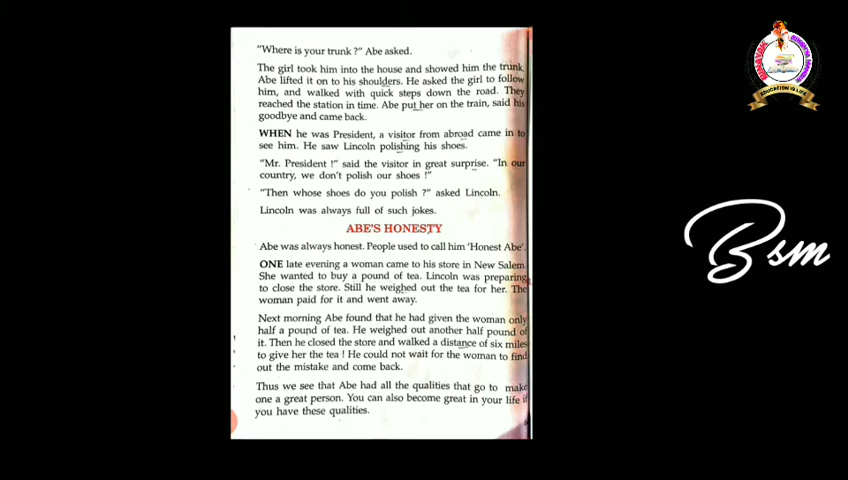 "Where is your trunk ?" Abe asked.
The girl took him into the house and showed him the trunk.
Abe lifted it on to his shoulders. He asked the girl to follow
him, and walked with quick steps down the road. They
reached the station in time. Abe put her on the train, said his
goodbye and came back.
WHEN he was President, a visitor from abroad came in to
see him. He saw Lincoln polishing his shoes.
"Mr. President !" said the visitor in great surprise. "In our
country, we don't polish our shoes !"
"Then whose shoes do you polish ?" asked Lincoln.
Lincoln was always full of such jokes.
ABE'S HONESTY
Abe was always honest. People used to call him 'Honest Abe'.
ONE late evening a woman came to his store in New Salem.
She wanted to buy a pound of tea. Lincoln was preparing
to close the store. Still he weighed out the tea for her. The
woman paid for it and went away.
Next morning Abe found that he had given the woman only
half a pound of tea. He weighed out another half pound of
it. Then he closed the store and walked a distance of six miles
to give her the tea ! He could not wait for the woman to find
out the mistake and come back.
Thus we see that Abe had all the qualities that go to make
one a great person. You can also become great in your life if
you have these qualities.
EDUCATION IS LIFE
Bsm